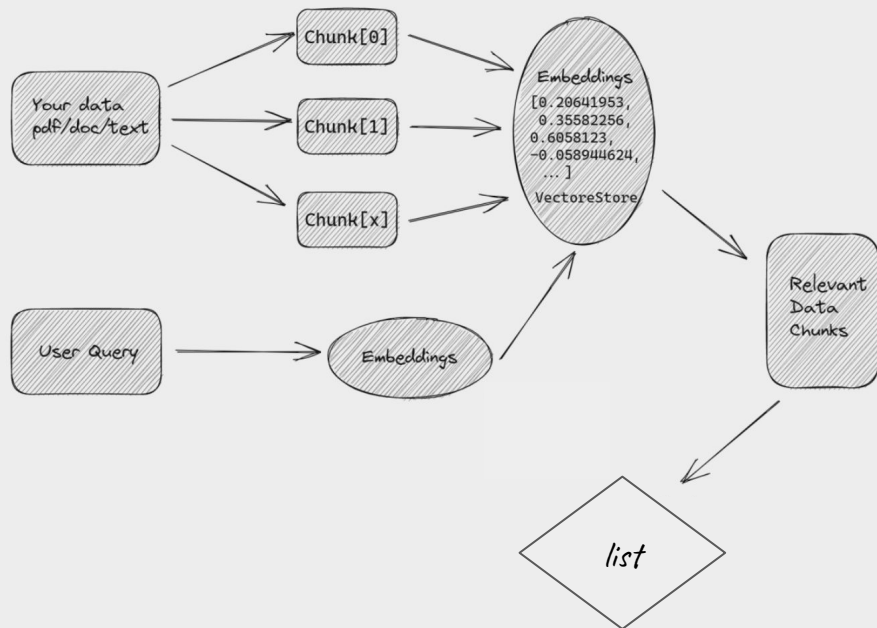 Chunk[0]
Your data
pdf/doc/text
Chunk[1]
Chunk[x]
Embeddings
[0.20641953,
0.35582256,
0.6058123,
-0.058944624,
... ]
VectoreStore
Relevant
Data
Chunks
User Query
Embeddings
list